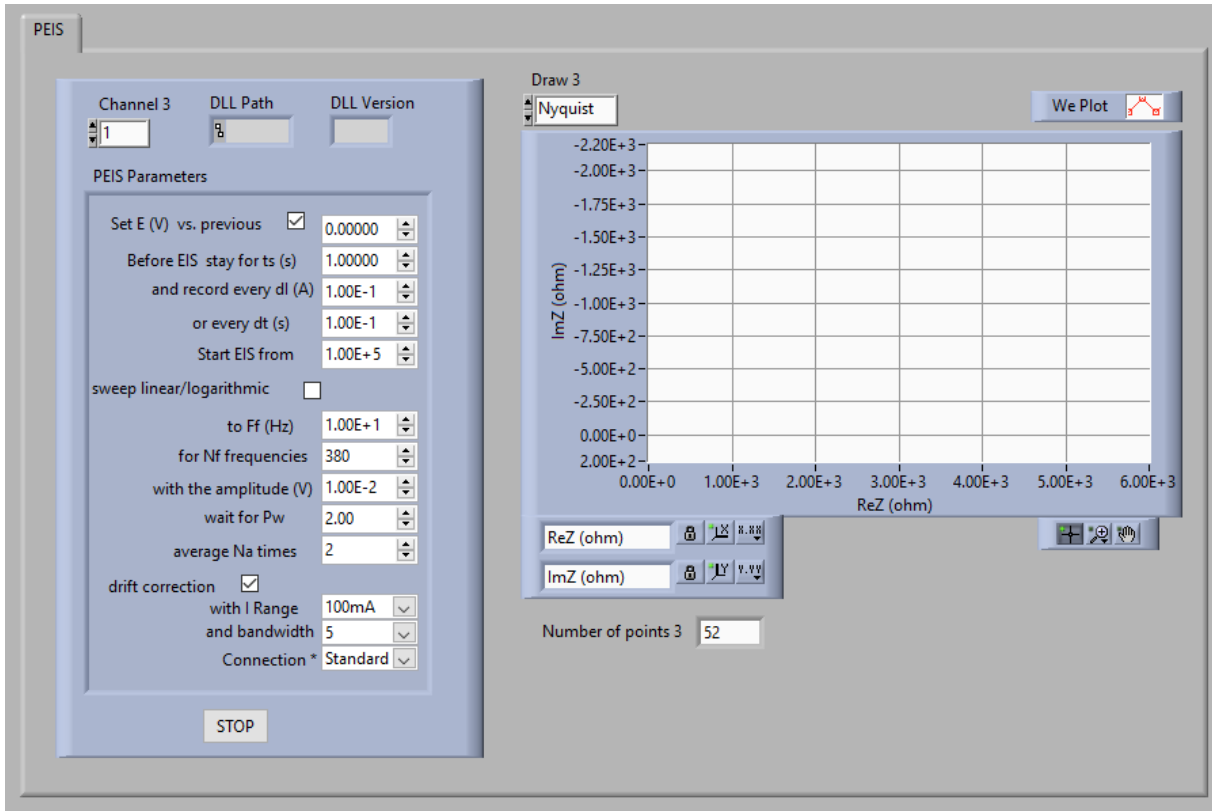 PEIS
Channel 3 DLL Path DLL Version
1
PEIS Parameters
Set E (V) vs. previous 0.00000
Before EIS stay for ts (s) 1.00000
and record every dI (A) 1.00E-1
or every dt (s) 1.00E-1
Start EIS from 1.00E+5
sweep linear/logarithmic
to Ff (Hz) 1.00E+1
for Nf frequencies 380
with the amplitude (V) 1.00E-2
wait for Pw 2.00
average Na times 2
drift correction
with I Range 100mA
and bandwidth 5
Connection * Standard
STOP
Draw 3
Nyquist
We Plot
-2.20E+3
-2.00E+3
-1.75E+3
-1.50E+3
-1.25E+3
-1.00E+3
-7.50E+2
-5.00E+2
-2.50E+2
0.00E+0
2.00E+2
ImZ (ohm)
0.00E+0 1.00E+3 2.00E+3 3.00E+3 4.00E+3 5.00E+3 6.00E+3
ReZ (ohm)
ReZ (ohm) X X.XX
ImZ (ohm) Y Y.YY
Number of points 3 52